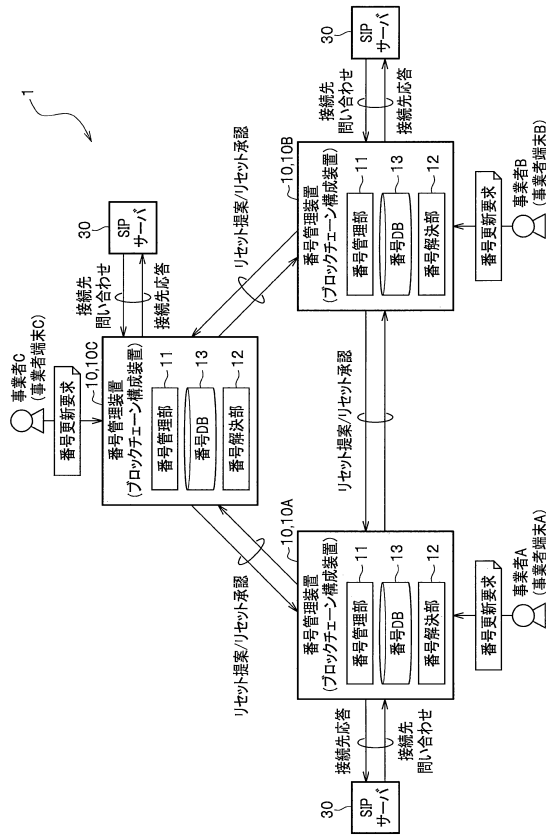 1
事業者C
(事業者端末C)
番号更新要求
10,10C
番号管理装置
(ブロックチェーン構成装置)
11
番号管理部
13
番号DB
12
番号解決部
接続先
問い合わせ
接続先応答
30
SIP
サーバ
リセット提案/リセット承認
リセット提案/リセット承認
リセット提案/リセット承認
10,10A
番号管理装置
(ブロックチェーン構成装置)
11
番号管理部
13
番号DB
12
番号解決部
接続先応答
接続先
問い合わせ
30
SIP
サーバ
番号更新要求
事業者A
(事業者端末A)
10,10B
番号管理装置
(ブロックチェーン構成装置)
11
番号管理部
13
番号DB
12
番号解決部
接続先
問い合わせ
接続先応答
30
SIP
サーバ
番号更新要求
事業者B
(事業者端末B)